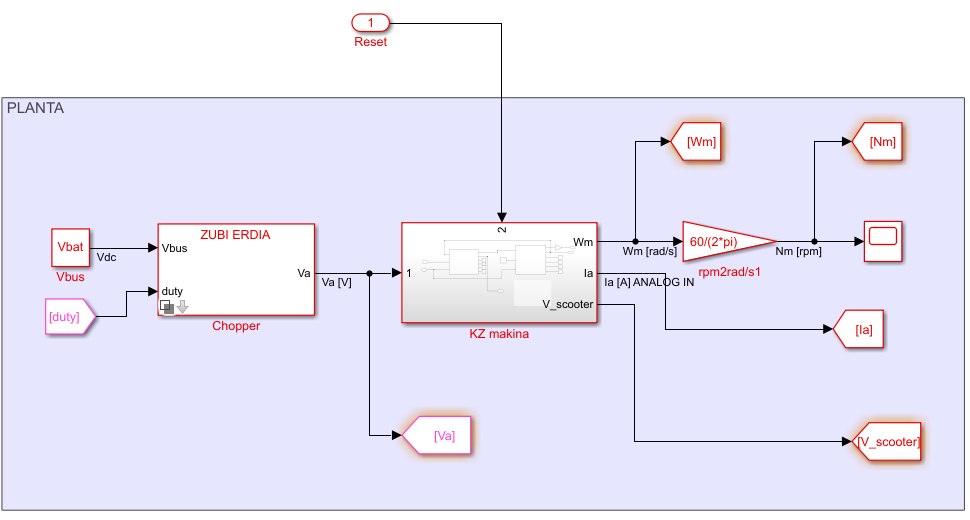 1
Reset
PLANTA
[Wm]
[Nm]
Vbat
Vbus
Vdc
[duty]
ZUBI ERDIA
Vbus
duty
Va
Chopper
Va [V]
2
1
Wm
Ia
V_scooter
KZ makina
Wm [rad/s]
60/(2*pi)
rpm2rad/s1
Nm [rpm]
Ia [A] ANALOG IN
[Ia]
[Va]
[V_scooter]